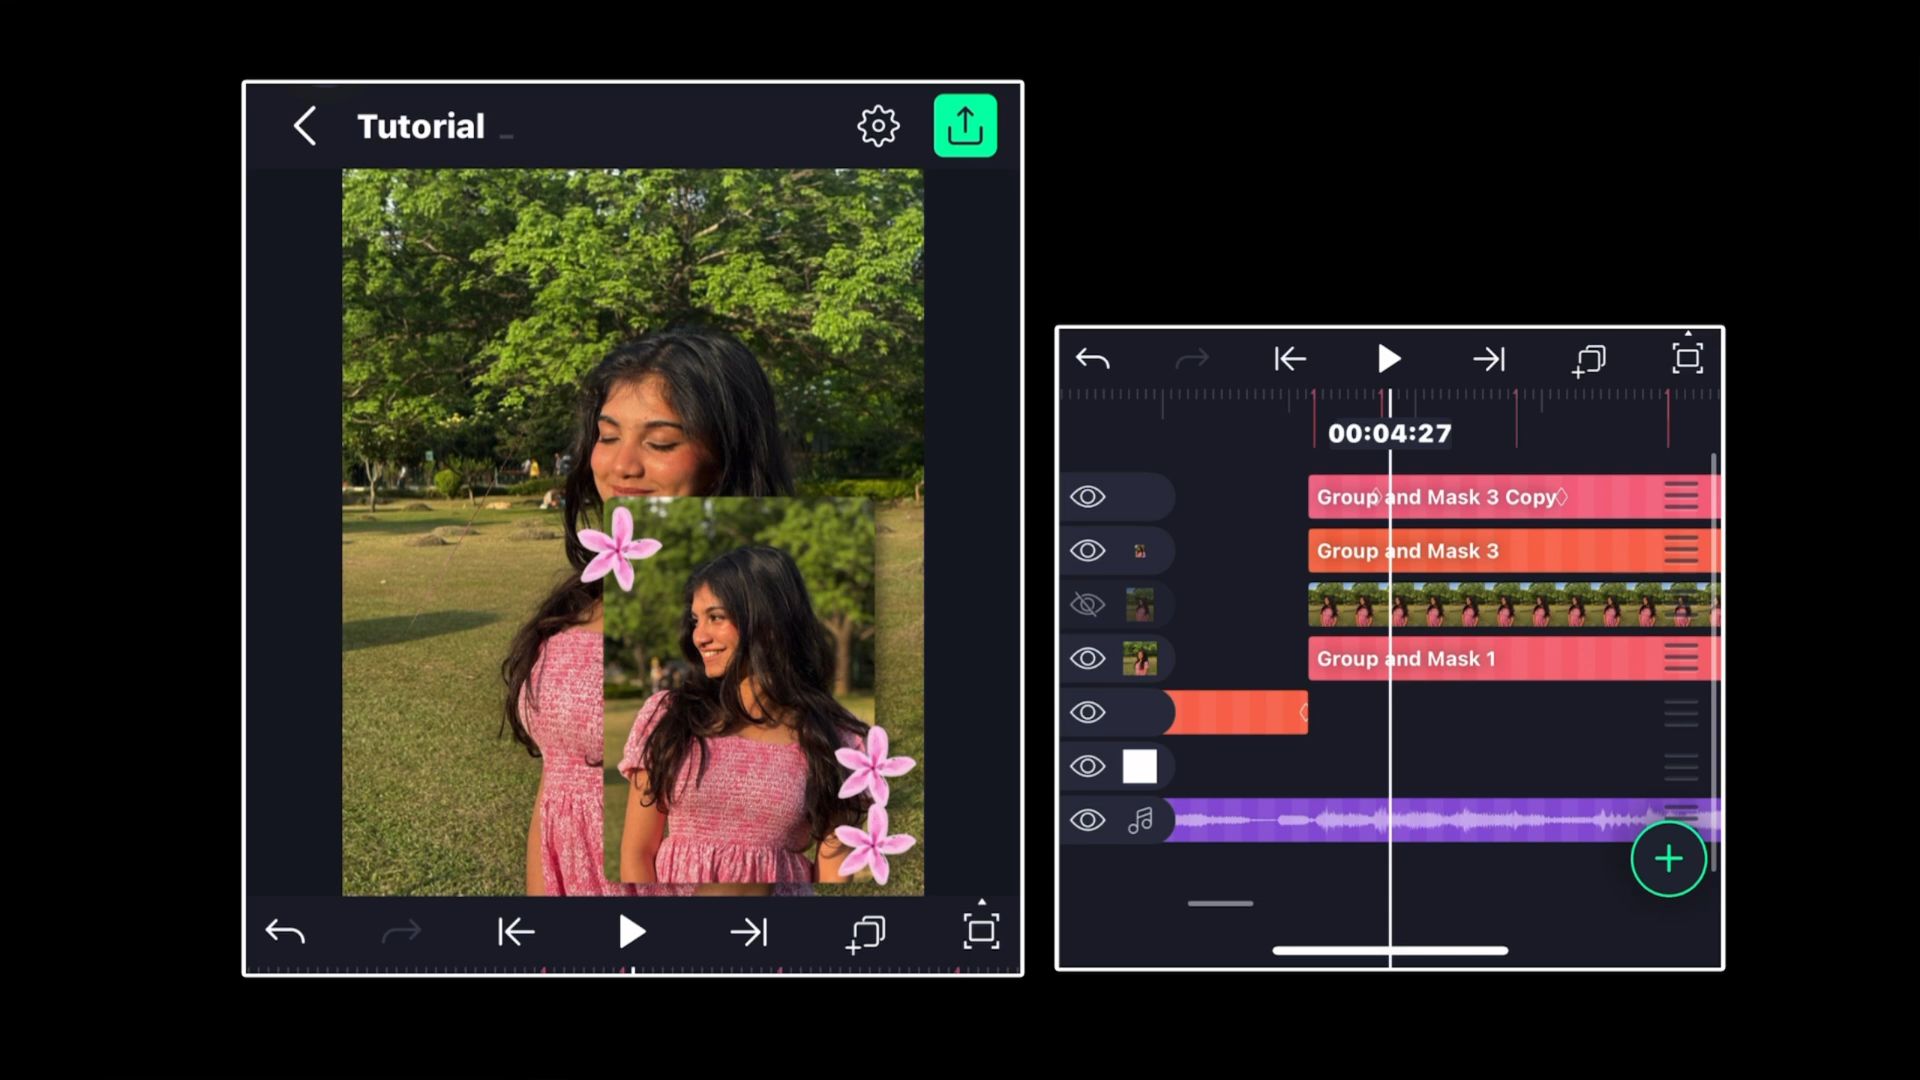 Tutorial _
00:04:27
Group and Mask 3 Copy
Group and Mask 3
Group and Mask 1